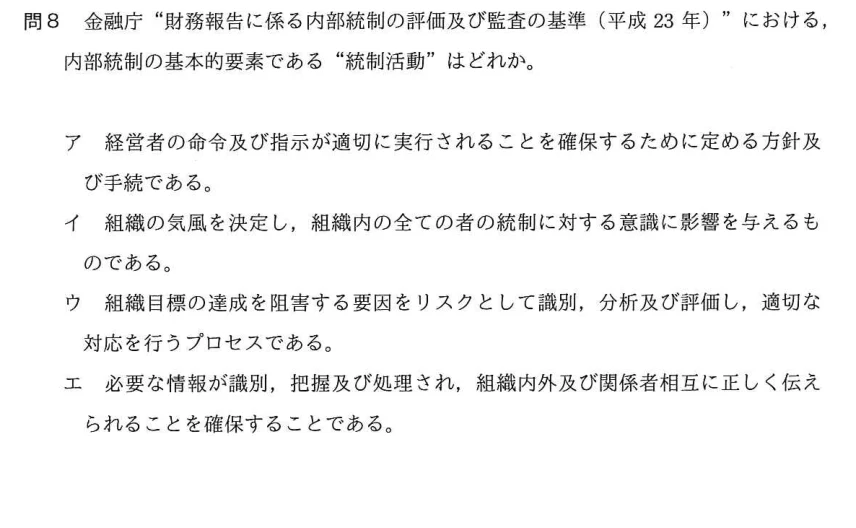 問8 金融庁“財務報告に係る内部統制の評価及び監査の基準（平成 23 年）”における,
内部統制の基本的要素である“統制活動”はどれか。
ア 経営者の命令及び指示が適切に実行されることを確保するために定める方針及
び手続である。
イ 組織の気風を決定し，組織内の全ての者の統制に対する意識に影響を与えるも
のである。
ウ 組織目標の達成を阻害する要因をリスクとして識別，分析及び評価し，適切な
対応を行うプロセスである。
エ 必要な情報が識別，把握及び処理され，組織内外及び関係者相互に正しく伝え
られることを確保することである。